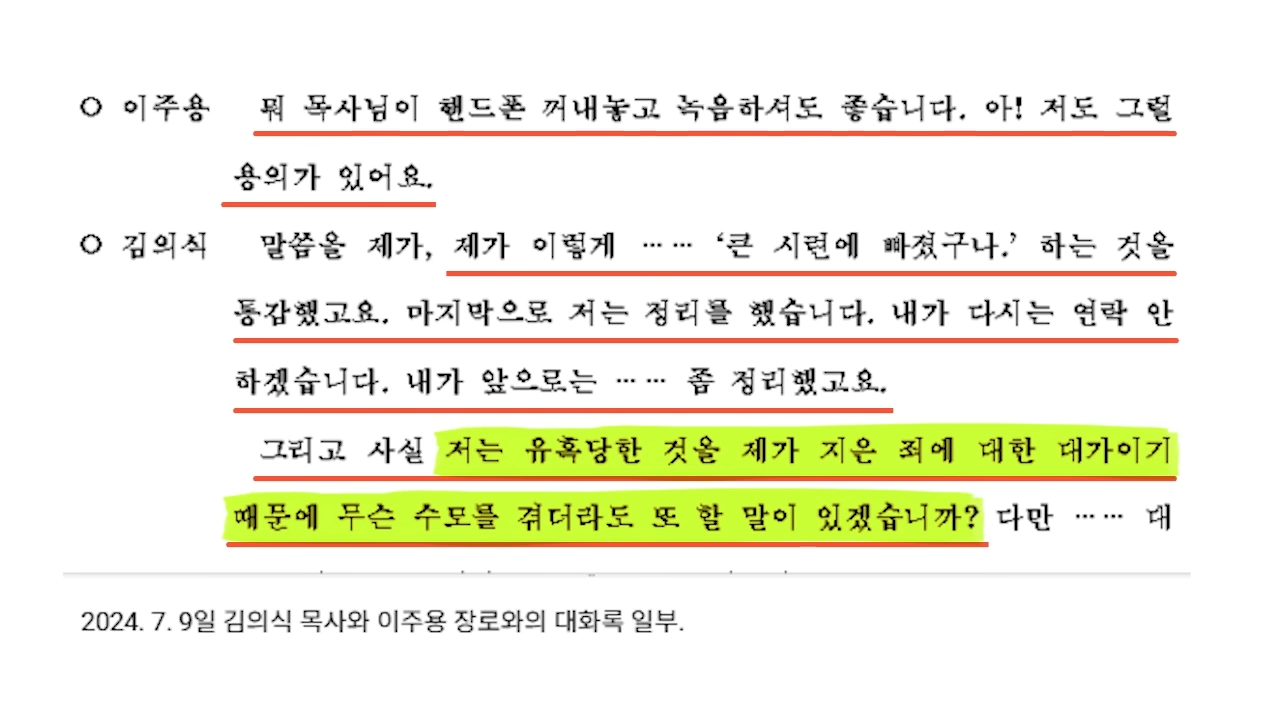 ○ 이주용 뭐 목사님이 핸드폰 꺼내놓고 녹음하셔도 좋습니다. 아! 저도 그럴
용의가 있어요.
○ 김의식 말씀을 제가, 제가 이렇게 …… ‘큰 시련에 빠졌구나.’ 하는 것을
통감했고요. 마지막으로 저는 정리를 했습니다. 내가 다시는 연락 안
하겠습니다. 내가 앞으로는 …… 좀 정리했고요.
그리고 사실 저는 유혹당한 것을 제가 지은 죄에 대한 대가이기
때문에 무슨 수모를 겪더라도 또 할 말이 있겠습니까? 다만 …… 대
2024. 7. 9일 김의식 목사와 이주용 장로와의 대화록 일부.